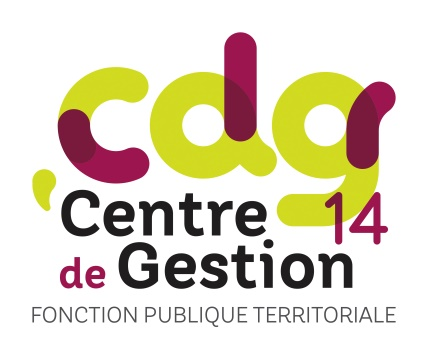 cdg
Centre 14
de Gestion
FONCTION PUBLIQUE TERRITORIALE